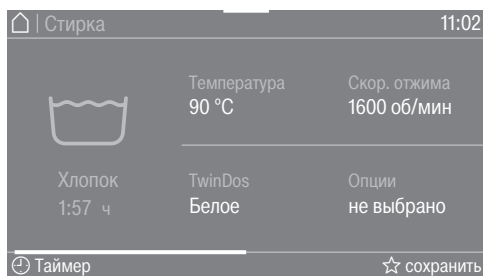 | Стирка 11:02
Температура Скор. отжима
90 °C 1600 об/мин
Хлопок TwinDos Опции
1:57 ч Белое не выбрано
Таймер сохранить